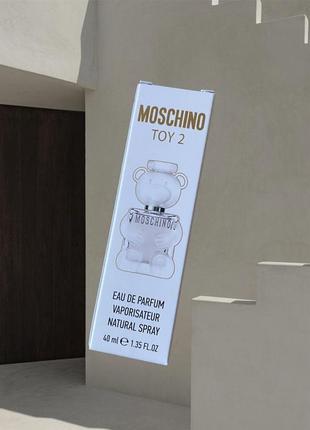 MOSCHINO
TOY 2
MOSCHINO
EAU DE PARFUM
VAPORISATEUR
NATURAL SPRAY
40 ml ℮ 1.35 FL.OZ